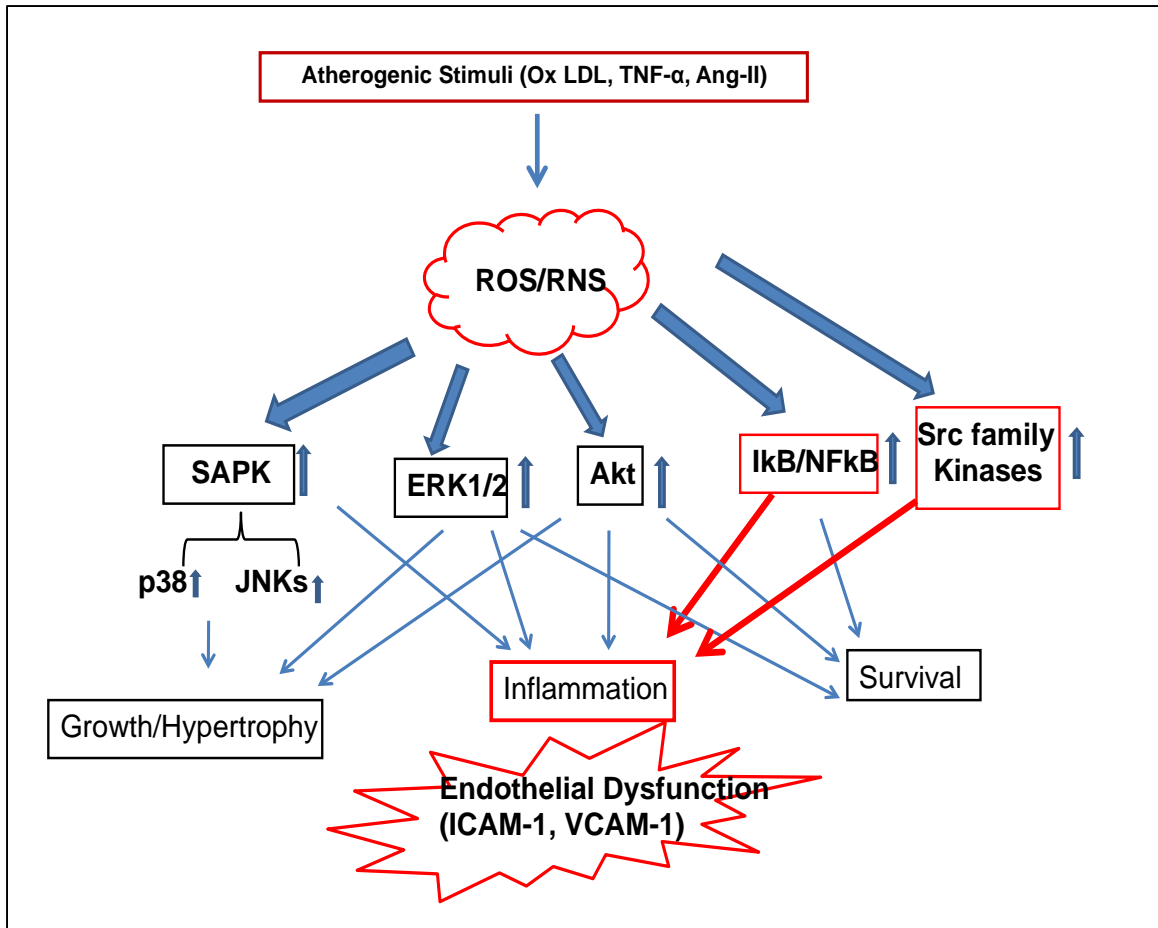 Atherogenic Stimuli (Ox LDL, TNF-α, Ang-II)
ROS/RNS
SAPK
ERK1/2
Akt
IkB/NFkB
Src family
Kinases
p38
JNKs
Growth/Hypertrophy
Inflammation
Survival
Endothelial Dysfunction
(ICAM-1, VCAM-1)